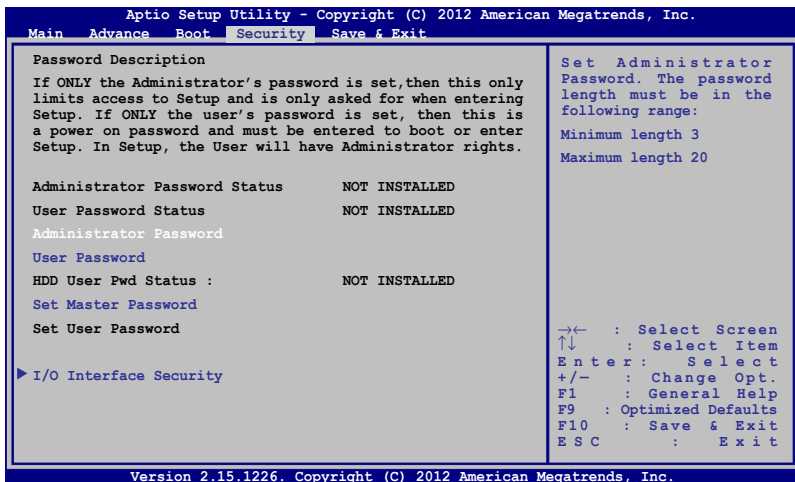 Aptio Setup Utility - Copyright (C) 2012 American Megatrends, Inc.
Main Advance Boot Security Save & Exit
Password Description
If ONLY the Administrator's password is set,then this only
limits access to Setup and is only asked for when entering
Setup. If ONLY the user's password is set, then this is
a power on password and must be entered to boot or enter
Setup. In Setup, the User will have Administrator rights.
Administrator Password Status NOT INSTALLED
User Password Status NOT INSTALLED
Administrator Password
User Password
HDD User Pwd Status : NOT INSTALLED
Set Master Password
Set User Password
I/O Interface Security
Set Administrator
Password. The password
length must be in the
following range:
Minimum length 3
Maximum length 20
→← : Select Screen
↑↓ : Select Item
Enter: Select
+/— : Change Opt.
F1 : General Help
F9 : Optimized Defaults
F10 : Save & Exit
ESC : Exit
Version 2.15.1226. Copyright (C) 2012 American Megatrends, Inc.